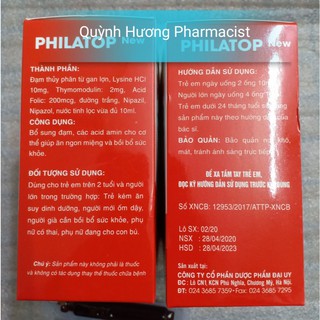 Quỳnh Hương Pharmacist
PHILATOP New
THÀNH PHẦN:
Đạm thủy phân từ gan lợn, Lysine HCl
10mg, Thymomodulin: 2mg, Acid
Folic: 200mcg, đường trắng, Nipazil,
Nipazol, nước tinh lọc vừa đủ 10ml.
CÔNG DỤNG:
Bổ sung đạm, các acid amin cho cơ
thể giúp ăn ngon miệng và bồi bổ
sức khỏe.
ĐỐI TƯỢNG SỬ DỤNG:
Dùng cho trẻ em trên 2 tuổi và người
lớn trong trường hợp: Trẻ kém ăn
suy dinh dưỡng, người mới ốm dậy,
người già cần bồi bổ sức khỏe, phụ
nữ có thai, phụ nữ đang cho con bú.
Chú ý: Sản phẩm này không phải là thuốc
và không có tác dụng thay thế thuốc chữa bệnh
PHILATOP New
HƯỚNG DẪN SỬ DỤNG:
Trẻ em ngày uống 2 ống 10
Người lớn ngày uống 4 ống
Trẻ em dưới 24 tháng tuổi
sản phẩm này theo hướng dẫn của
bác sĩ.
BẢO QUẢN: Bảo quản nơi khô,
mát, tránh ánh sáng trực tiếp
ĐỂ XA TẦM TAY TRẺ EM,
ĐỌC KỸ HƯỚNG DẪN SỬ DỤNG TRƯỚC KHI DÙNG
Số XNCB: 12953/2017/ATTP-XNCB
Lô SX: 02/20
NSX : 28/04/2020
HSD : 28/04/2023
Sản xuất tại:
CÔNG TY CỔ PHẦN DƯỢC PHẨM ĐẠI UY
ĐC: Lô CN1, KCN Phú Nghĩa, Chương Mỹ, Hà Nội
ĐT: 024 3685 7359 - Fax: 024 3685 7295